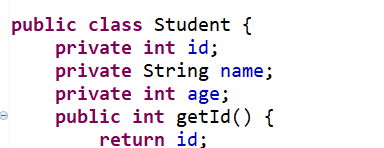 public class Student {
    private int id;
    private String name;
    private int age;
    public int getId() {
        return id;